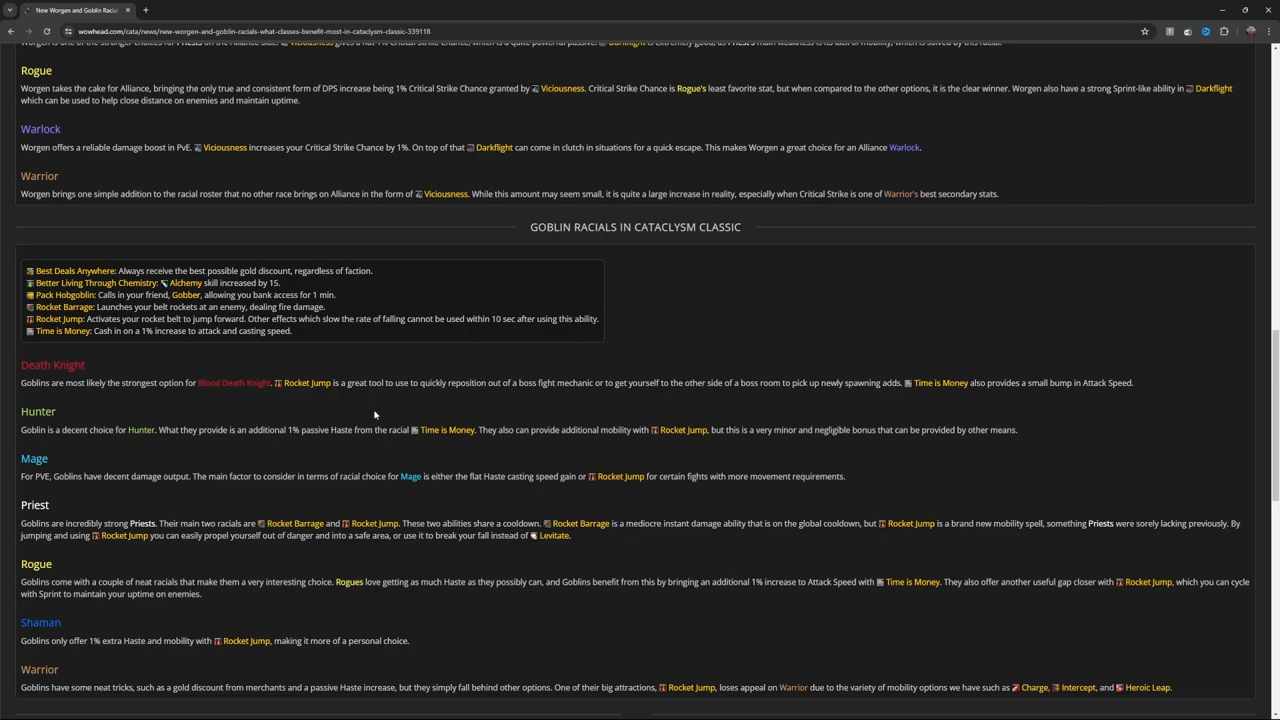 New Worgen and Goblin Racial
wowhead.com/cata/news/new-worgen-and-goblin-racials-what-classes-benefit-most-in-cataclysm-classic-339118
Worgen is one of the stronger choices for Priests on the Alliance side. Viciousness gives a flat 1% Critical Strike Chance, which is a quite powerful passive. Darkflight is extremely good, as Priest's main weakness is its lack of mobility, which is solved by this racial.
Rogue
Worgen takes the cake for Alliance, bringing the only true and consistent form of DPS increase being 1% Critical Strike Chance granted by Viciousness. Critical Strike Chance is Rogue's least favorite stat, but when compared to the other options, it is the clear winner. Worgen also have a strong Sprint-like ability in Darkflight
which can be used to help close distance on enemies and maintain uptime.
Warlock
Worgen offers a reliable damage boost in PvE. Viciousness increases your Critical Strike Chance by 1%. On top of that Darkflight can come in clutch in situations for a quick escape. This makes Worgen a great choice for an Alliance Warlock.
Warrior
Worgen brings one simple addition to the racial roster that no other race brings on Alliance in the form of Viciousness. While this amount may seem small, it is quite a large increase in reality, especially when Critical Strike is one of Warrior's best secondary stats.
GOBLIN RACIALS IN CATACLYSM CLASSIC
Best Deals Anywhere: Always receive the best possible gold discount, regardless of faction.
Better Living Through Chemistry: Alchemy skill increased by 15.
Pack Hobgoblin: Calls in your friend, Gobber, allowing you bank access for 1 min.
Rocket Barrage: Launches your belt rockets at an enemy, dealing fire damage.
Rocket Jump: Activates your rocket belt to jump forward. Other effects which slow the rate of falling cannot be used within 10 sec after using this ability.
Time is Money: Cash in on a 1% increase to attack and casting speed.
Death Knight
Goblins are most likely the strongest option for Blood Death Knight. Rocket Jump is a great tool to use to quickly reposition out of a boss fight mechanic or to get yourself to the other side of a boss room to pick up newly spawning adds. Time is Money also provides a small bump in Attack Speed.
Hunter
Goblin is a decent choice for Hunter. What they provide is an additional 1% passive Haste from the racial Time is Money. They also can provide additional mobility with Rocket Jump, but this is a very minor and negligible bonus that can be provided by other means.
Mage
For PVE, Goblins have decent damage output. The main factor to consider in terms of racial choice for Mage is either the flat Haste casting speed gain or Rocket Jump for certain fights with more movement requirements.
Priest
Goblins are incredibly strong Priests. Their main two racials are Rocket Barrage and Rocket Jump. These two abilities share a cooldown. Rocket Barrage is a mediocre instant damage ability that is on the global cooldown, but Rocket Jump is a brand new mobility spell, something Priests were sorely lacking previously. By
jumping and using Rocket Jump you can easily propel yourself out of danger and into a safe area, or use it to break your fall instead of Levitate.
Rogue
Goblins come with a couple of neat racials that make them a very interesting choice. Rogues love getting as much Haste as they possibly can, and Goblins benefit from this by bringing an additional 1% increase to Attack Speed with Time is Money. They also offer another useful gap closer with Rocket Jump, which you can cycle
with Sprint to maintain your uptime on enemies.
Shaman
Goblins only offer 1% extra Haste and mobility with Rocket Jump, making it more of a personal choice.
Warrior
Goblins have some neat tricks, such as a gold discount from merchants and a passive Haste increase, but they simply fall behind other options. One of their big attractions, Rocket Jump, loses appeal on Warrior due to the variety of mobility options we have such as Charge, Intercept, and Heroic Leap.